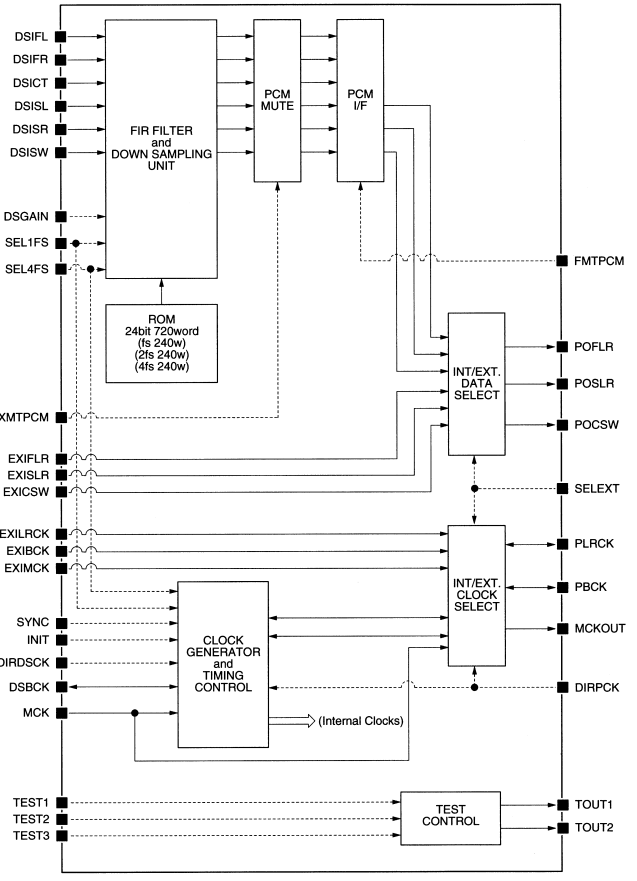 DSIFL
DSIFR
DSICT
DSISL
DSISR
DSISW
DSGAIN
SEL1FS
SEL4FS
FIR FILTER
and
DOWN SAMPLING
UNIT
PCM
MUTE
PCM
I/F
FMTPCM
ROM
24bit 720word
(fs 240w)
(2fs 240w)
(4fs 240w)
XMTPCM
EXIFLR
EXISLR
EXICSW
INT/EXT.
DATA
SELECT
POFLR
POSLR
POCSW
SELEXT
EXILRCK
EXIBCK
EXIMCK
INT/EXT.
CLOCK
SELECT
PLRCK
PBCK
MCKOUT
SYNC
INIT
DIRDSCK
DSBCK
MCK
CLOCK
GENERATOR
and
TIMING
CONTROL
(Internal Clocks)
DIRPCK
TEST1
TEST2
TEST3
TEST
CONTROL
TOUT1
TOUT2